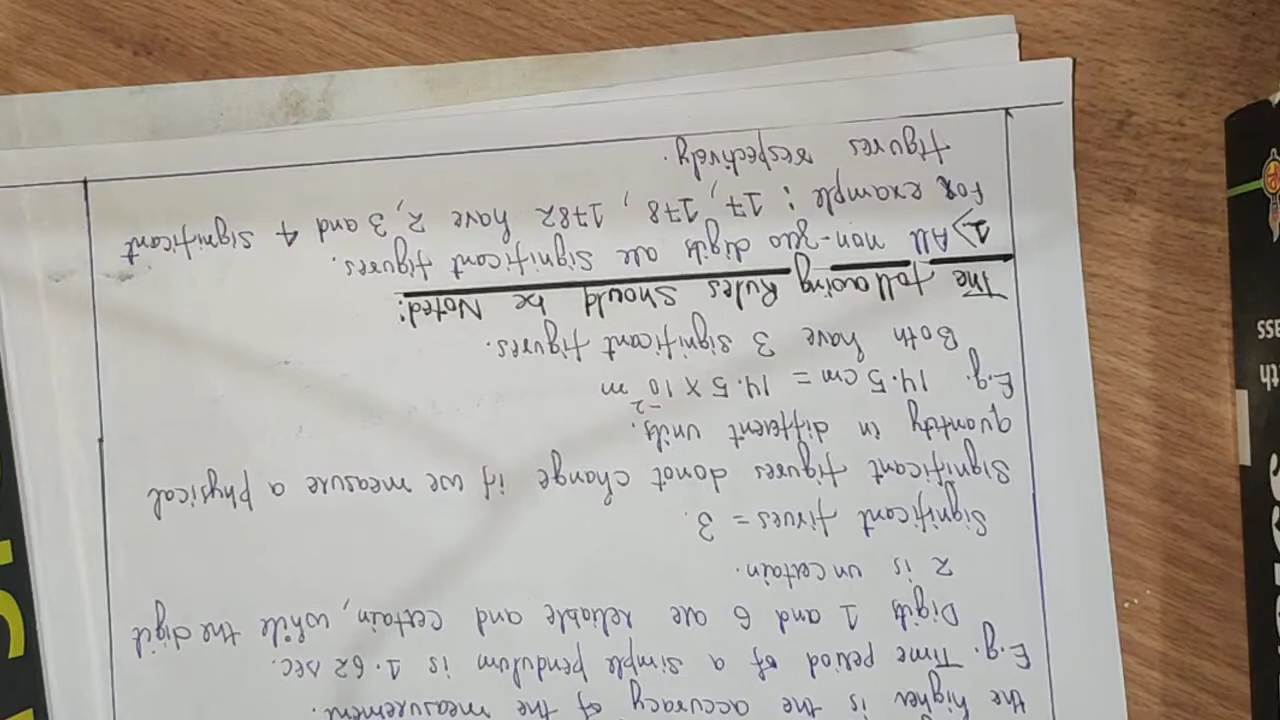 the higher is the accuracy of the measurement.
E.g. Time period of a simple pendulum is 1.62 sec.
Digits 1 and 6 are reliable and certain, while the digit
2 is uncertain.
Significant firues = 3.
Significant figures donot change if we measure a physical
quantity in different units.
E.g. 14.5 cm = 14.5 × 10⁻² m
Both have 3 significant figures.
The following Rules should be Noted:
1> All non-zero digits are significant figures.
For example : 17, 178, 1782 have 2, 3 and 4 significant
figures respectively.